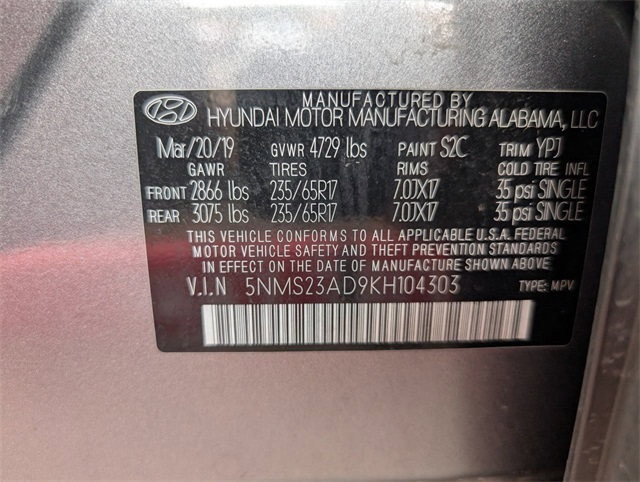 MANUFACTURED BY
HYUNDAI MOTOR MANUFACTURING ALABAMA, LLC
Mar/20/19 GVWR 4729 lbs PAINT S2C TRIM YPJ
GAWR TIRES RIMS COLD TIRE INFL
FRONT 2866 lbs 235/65R17 7.0JX17 35 psi SINGLE
REAR 3075 lbs 235/65R17 7.0JX17 35 psi SINGLE
THIS VEHICLE CONFORMS TO ALL APPLICABLE U.S.A. FEDERAL
MOTOR VEHICLE SAFETY AND THEFT PREVENTION STANDARDS
IN EFFECT ON THE DATE OF MANUFACTURE SHOWN ABOVE
V.I.N 5NMS23AD9KH104303 TYPE: MPV